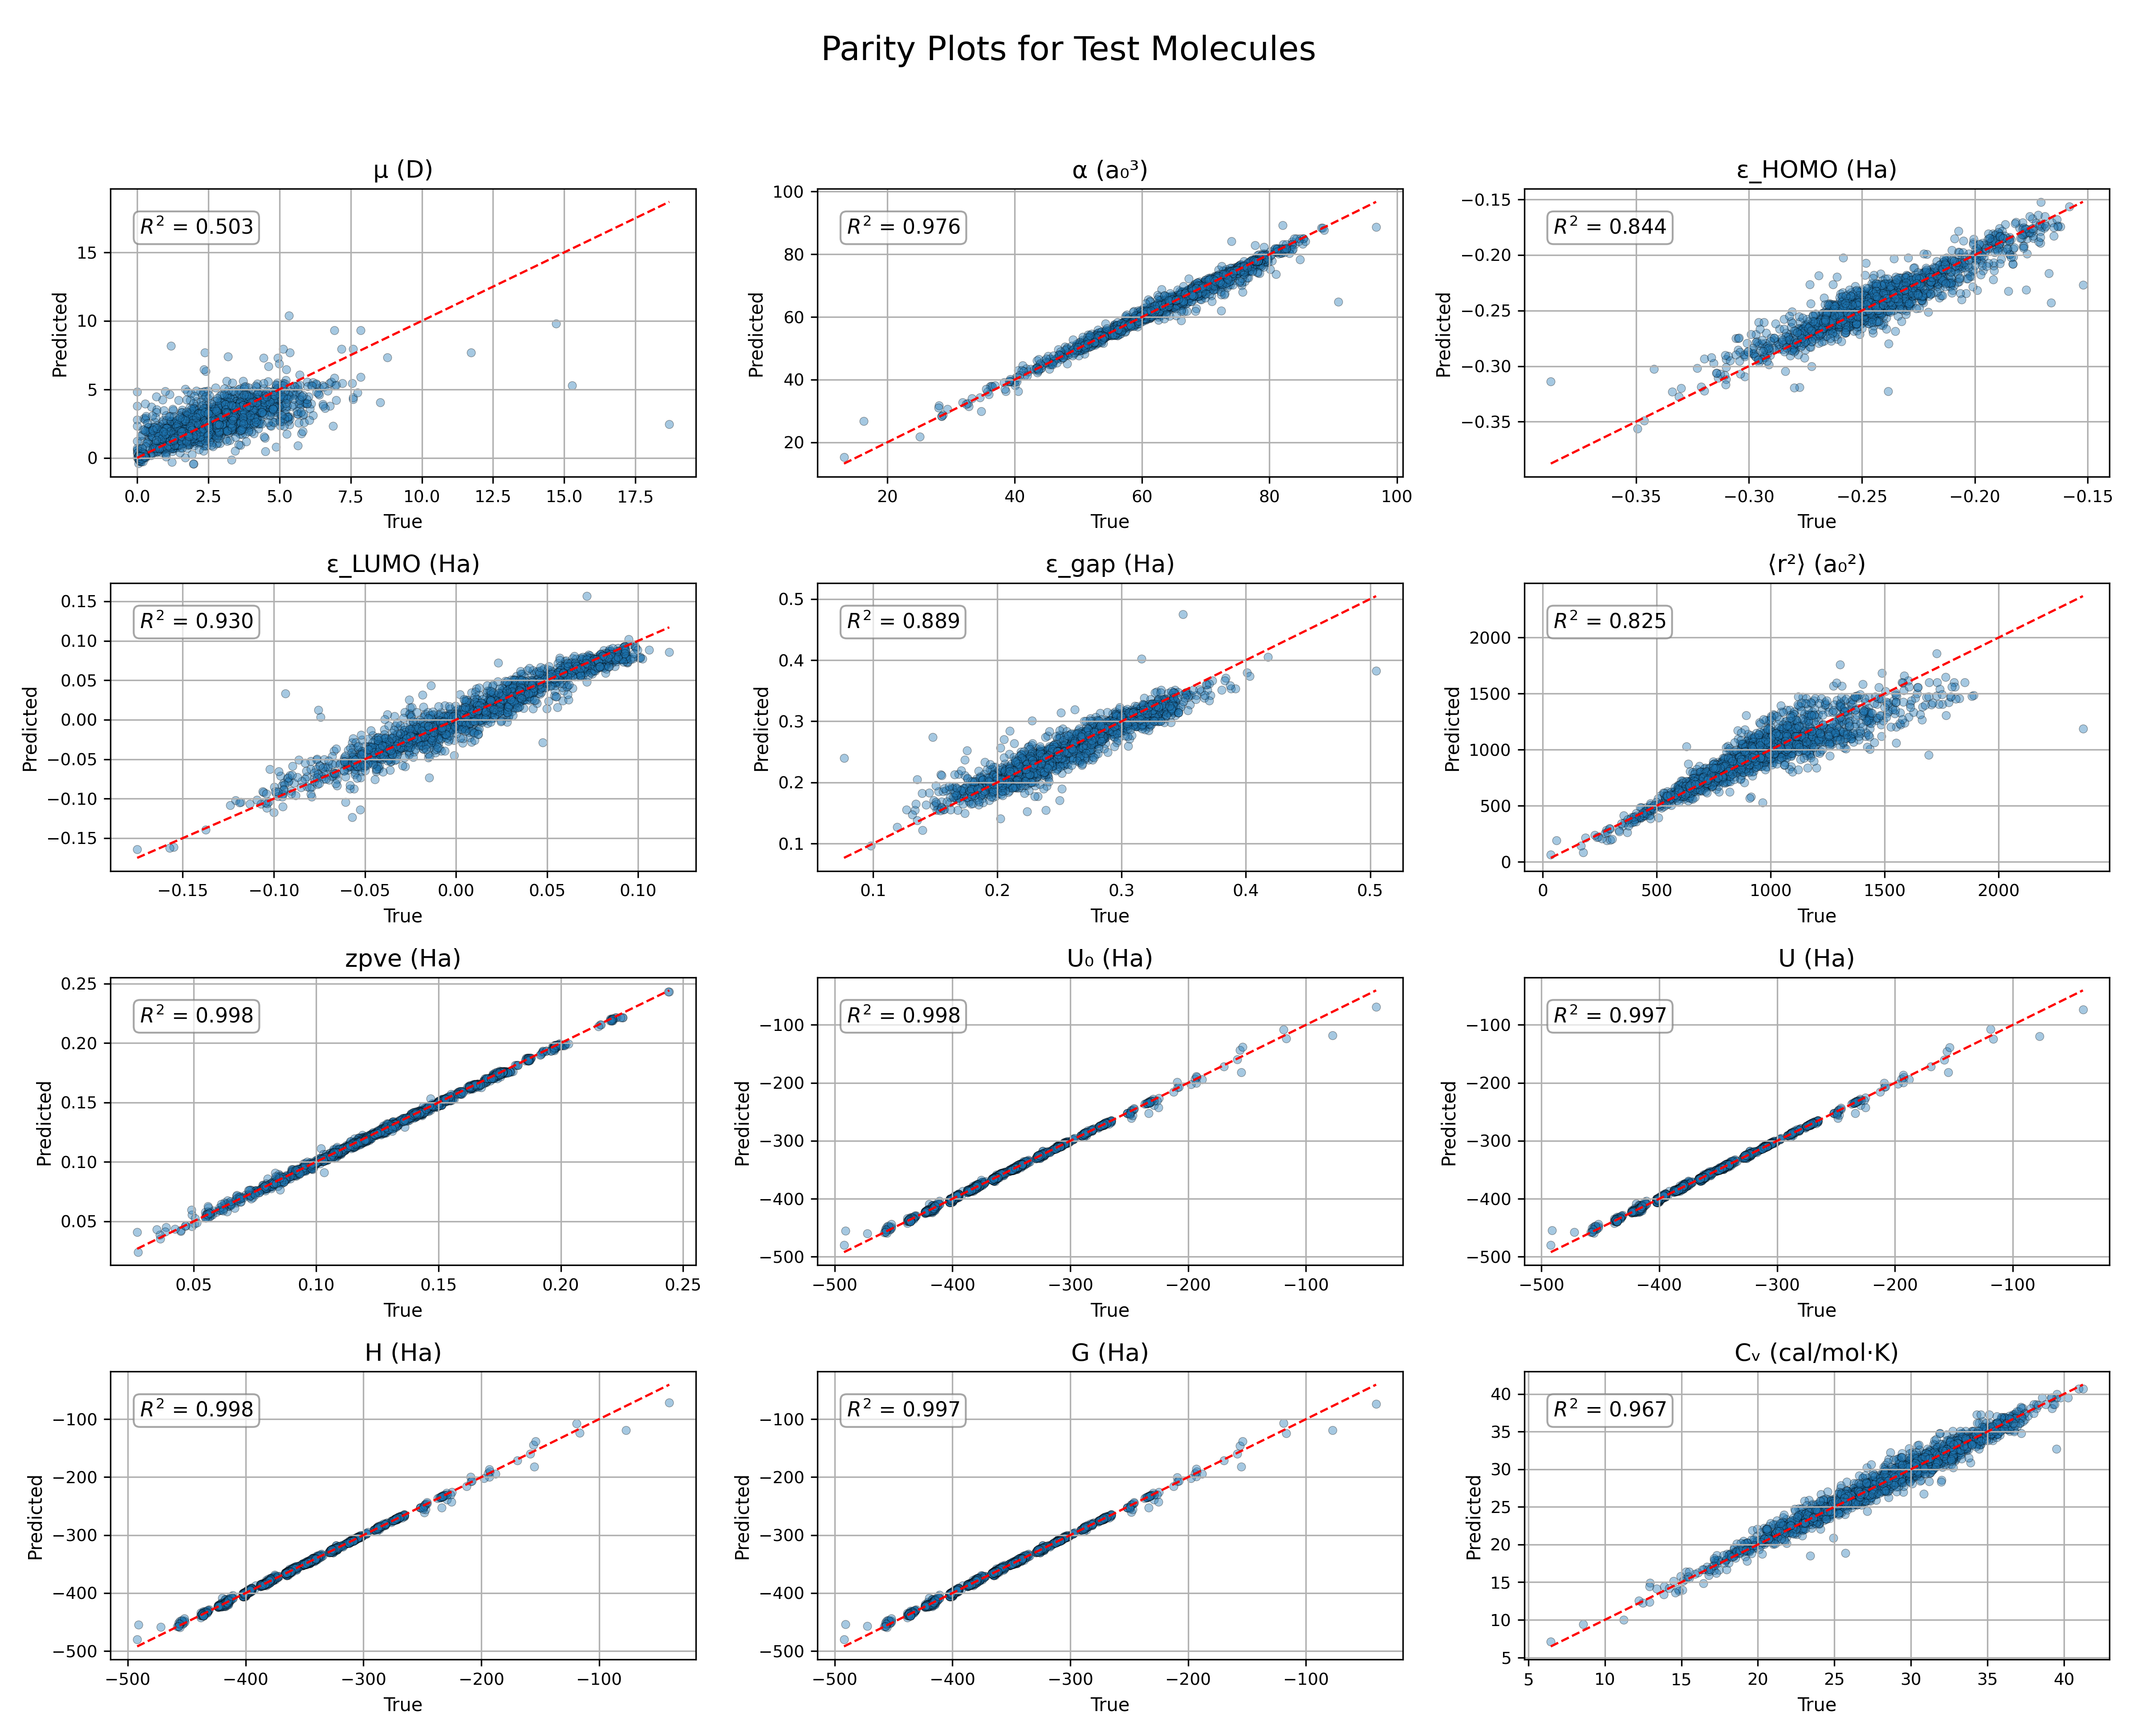 Parity Plots for Test Molecules
μ (D)
R² = 0.503
Predicted
15
10
5
0
0.0 2.5 5.0 7.5 10.0 12.5 15.0 17.5
True
α (a₀³)
R² = 0.976
Predicted
100
80
60
40
20
20 40 60 80 100
True
ε_HOMO (Ha)
R² = 0.844
Predicted
−0.15
−0.20
−0.25
−0.30
−0.35
−0.35 −0.30 −0.25 −0.20 −0.15
True
ε_LUMO (Ha)
R² = 0.930
Predicted
0.15
0.10
0.05
0.00
−0.05
−0.10
−0.15
−0.15 −0.10 −0.05 0.00 0.05 0.10
True
ε_gap (Ha)
R² = 0.889
Predicted
0.5
0.4
0.3
0.2
0.1
0.1 0.2 0.3 0.4 0.5
True
⟨r²⟩ (a₀²)
R² = 0.825
Predicted
2000
1500
1000
500
0
0 500 1000 1500 2000
True
zpve (Ha)
R² = 0.998
Predicted
0.25
0.20
0.15
0.10
0.05
0.05 0.10 0.15 0.20 0.25
True
U₀ (Ha)
R² = 0.998
Predicted
−100
−200
−300
−400
−500
−500 −400 −300 −200 −100
True
U (Ha)
R² = 0.997
Predicted
−100
−200
−300
−400
−500
−500 −400 −300 −200 −100
True
H (Ha)
R² = 0.998
Predicted
−100
−200
−300
−400
−500
−500 −400 −300 −200 −100
True
G (Ha)
R² = 0.997
Predicted
−100
−200
−300
−400
−500
−500 −400 −300 −200 −100
True
Cᵥ (cal/mol·K)
R² = 0.967
Predicted
40
35
30
25
20
15
10
5
5 10 15 20 25 30 35 40
True